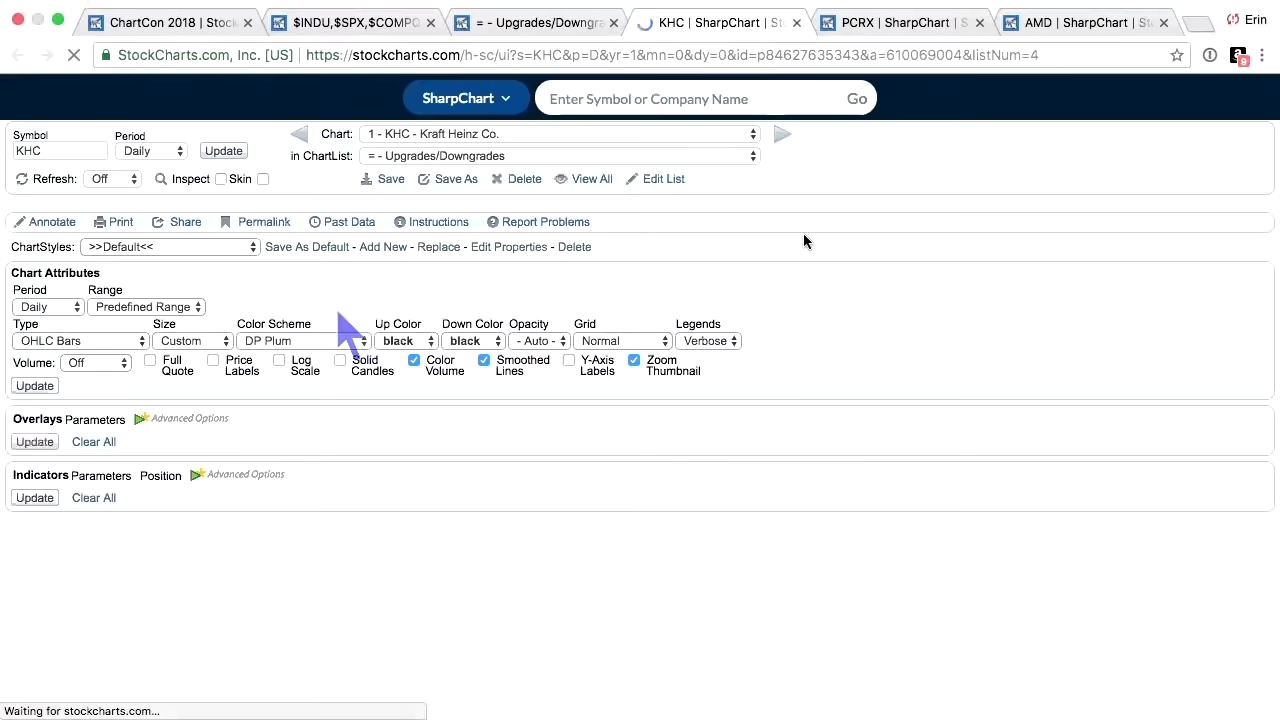 ChartCon 2018 | Stock
$INDU,$SPX,$COMPQ
= - Upgrades/Downgra
KHC | SharpChart | St
PCRX | SharpChart | S
AMD | SharpChart | St
Erin
StockCharts.com, Inc. [US] | https://stockcharts.com/h-sc/ui?s=KHC&p=D&yr=1&mn=0&dy=0&id=p84627635343&a=610069004&listNum=4
SharpChart Enter Symbol or Company Name Go
Symbol Period
KHC Daily Update
Chart: 1 - KHC - Kraft Heinz Co.
in ChartList: = - Upgrades/Downgrades
Refresh: Off Inspect Skin Save Save As Delete View All Edit List
Annotate Print Share Permalink Past Data Instructions Report Problems
ChartStyles: >>Default<< Save As Default - Add New - Replace - Edit Properties - Delete
Chart Attributes
Period Range
Daily Predefined Range
Type Size Color Scheme Up Color Down Color Opacity Grid Legends
OHLC Bars Custom DP Plum black black - Auto - Normal Verbose
Volume: Off Full Quote Price Labels Log Scale Solid Candles Color Volume Smoothed Lines Y-Axis Labels Zoom Thumbnail
Update
Overlays Parameters Advanced Options
Update Clear All
Indicators Parameters Position Advanced Options
Update Clear All
Waiting for stockcharts.com...